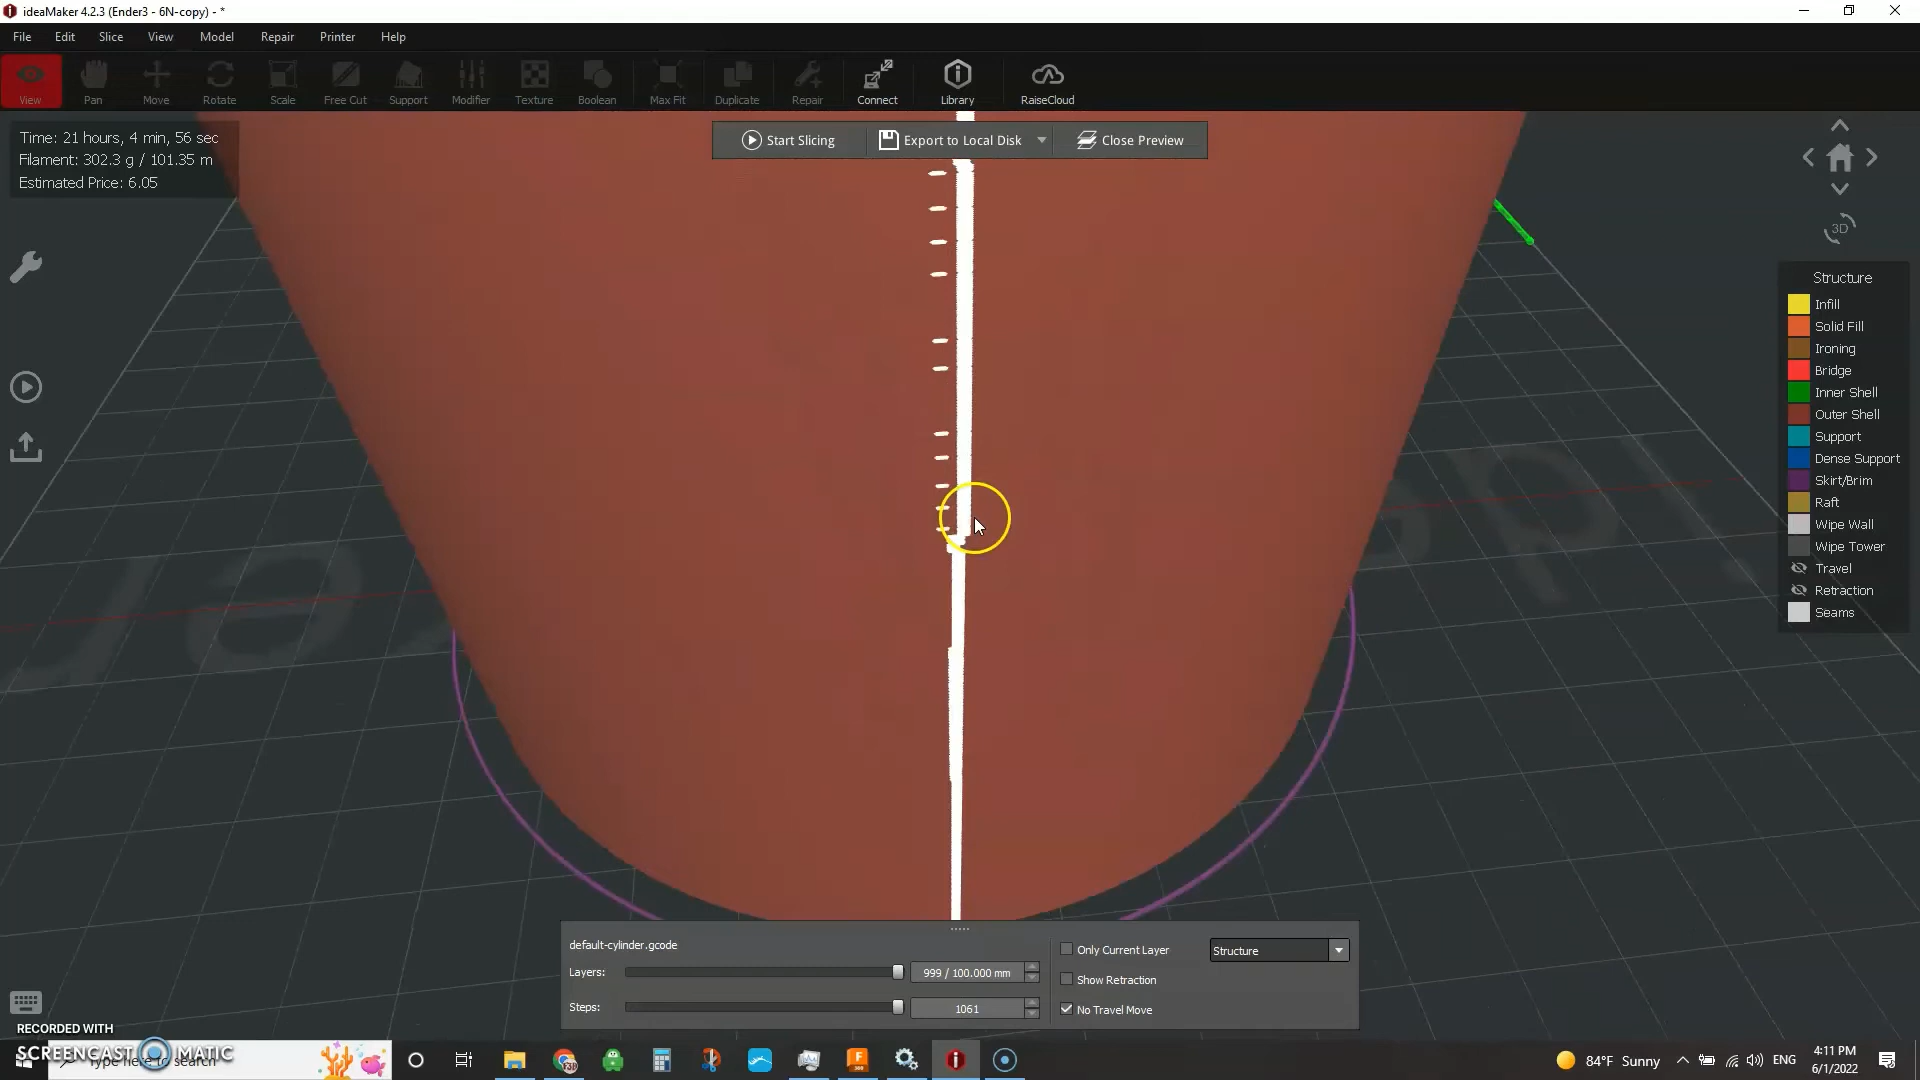 ideaMaker 4.2.3 (Ender3 - 6N-copy) - *
File Edit Slice View Model Repair Printer Help
View Pan Move Rotate Scale Free Cut Support Modifier Texture Boolean Max Fit Duplicate Repair Connect Library RaiseCloud
Time: 21 hours, 4 min, 56 sec
Filament: 302.3 g / 101.35 m
Estimated Price: 6.05
Start Slicing Export to Local Disk Close Preview
3D
Structure
Infill
Solid Fill
Ironing
Bridge
Inner Shell
Outer Shell
Support
Dense Support
Skirt/Brim
Raft
Wipe Wall
Wipe Tower
Travel
Retraction
Seams
default-cylinder.gcode
Layers: 999 / 100.000 mm
Steps: 1061
Only Current Layer
Show Retraction
No Travel Move
Structure
RECORDED WITH
SCREENCAST MATIC
Type here to search
84°F Sunny
ENG
4:11 PM
6/1/2022